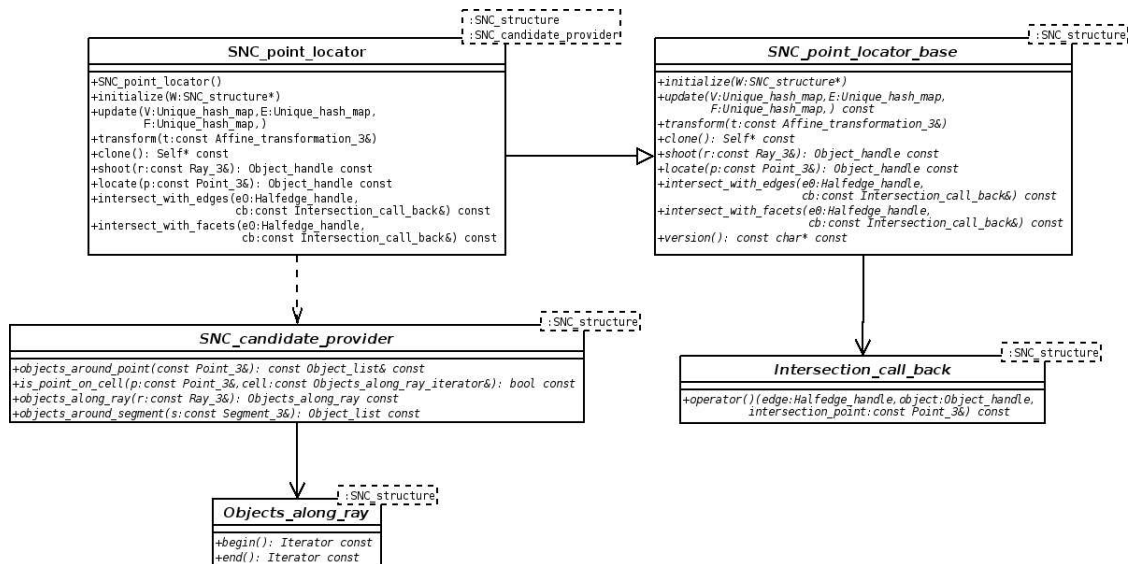 :SNC_structure
:SNC_candidate_provider
SNC_point_locator
+SNC_point_locator()
+initialize(W:SNC_structure*)
+update(V:Unique_hash_map,E:Unique_hash_map,
F:Unique_hash_map,)
+transform(t:const Affine_transformation_3&)
+clone(): Self* const
+shoot(r:const Ray_3&): Object_handle const
+locate(p:const Point_3&): Object_handle const
+intersect_with_edges(e0:Halfedge_handle,
cb:const Intersection_call_back&) const
+intersect_with_facets(e0:Halfedge_handle,
cb:const Intersection_call_back&) const
:SNC_structure
SNC_point_locator_base
+initialize(W:SNC_structure*)
+update(V:Unique_hash_map,E:Unique_hash_map,
F:Unique_hash_map,) const
+transform(t:const Affine_transformation_3&)
+clone(): Self* const
+shoot(r:const Ray_3&): Object_handle const
+locate(p:const Point_3&): Object_handle const
+intersect_with_edges(e0:Halfedge_handle,
cb:const Intersection_call_back&) const
+intersect_with_facets(e0:Halfedge_handle,
cb:const Intersection_call_back&) const
+version(): const char* const
:SNC_structure
SNC_candidate_provider
+objects_around_point(const Point_3&): const Object_list& const
+is_point_on_cell(p:const Point_3&,cell:const Objects_along_ray_iterator&): bool const
+objects_along_ray(r:const Ray_3&): Objects_along_ray const
+objects_around_segment(s:const Segment_3&): Object_list const
:SNC_structure
Intersection_call_back
+operator()(edge:Halfedge_handle,object:Object_handle,
intersection_point:const Point_3&) const
:SNC_structure
Objects_along_ray
+begin(): Iterator const
+end(): Iterator const